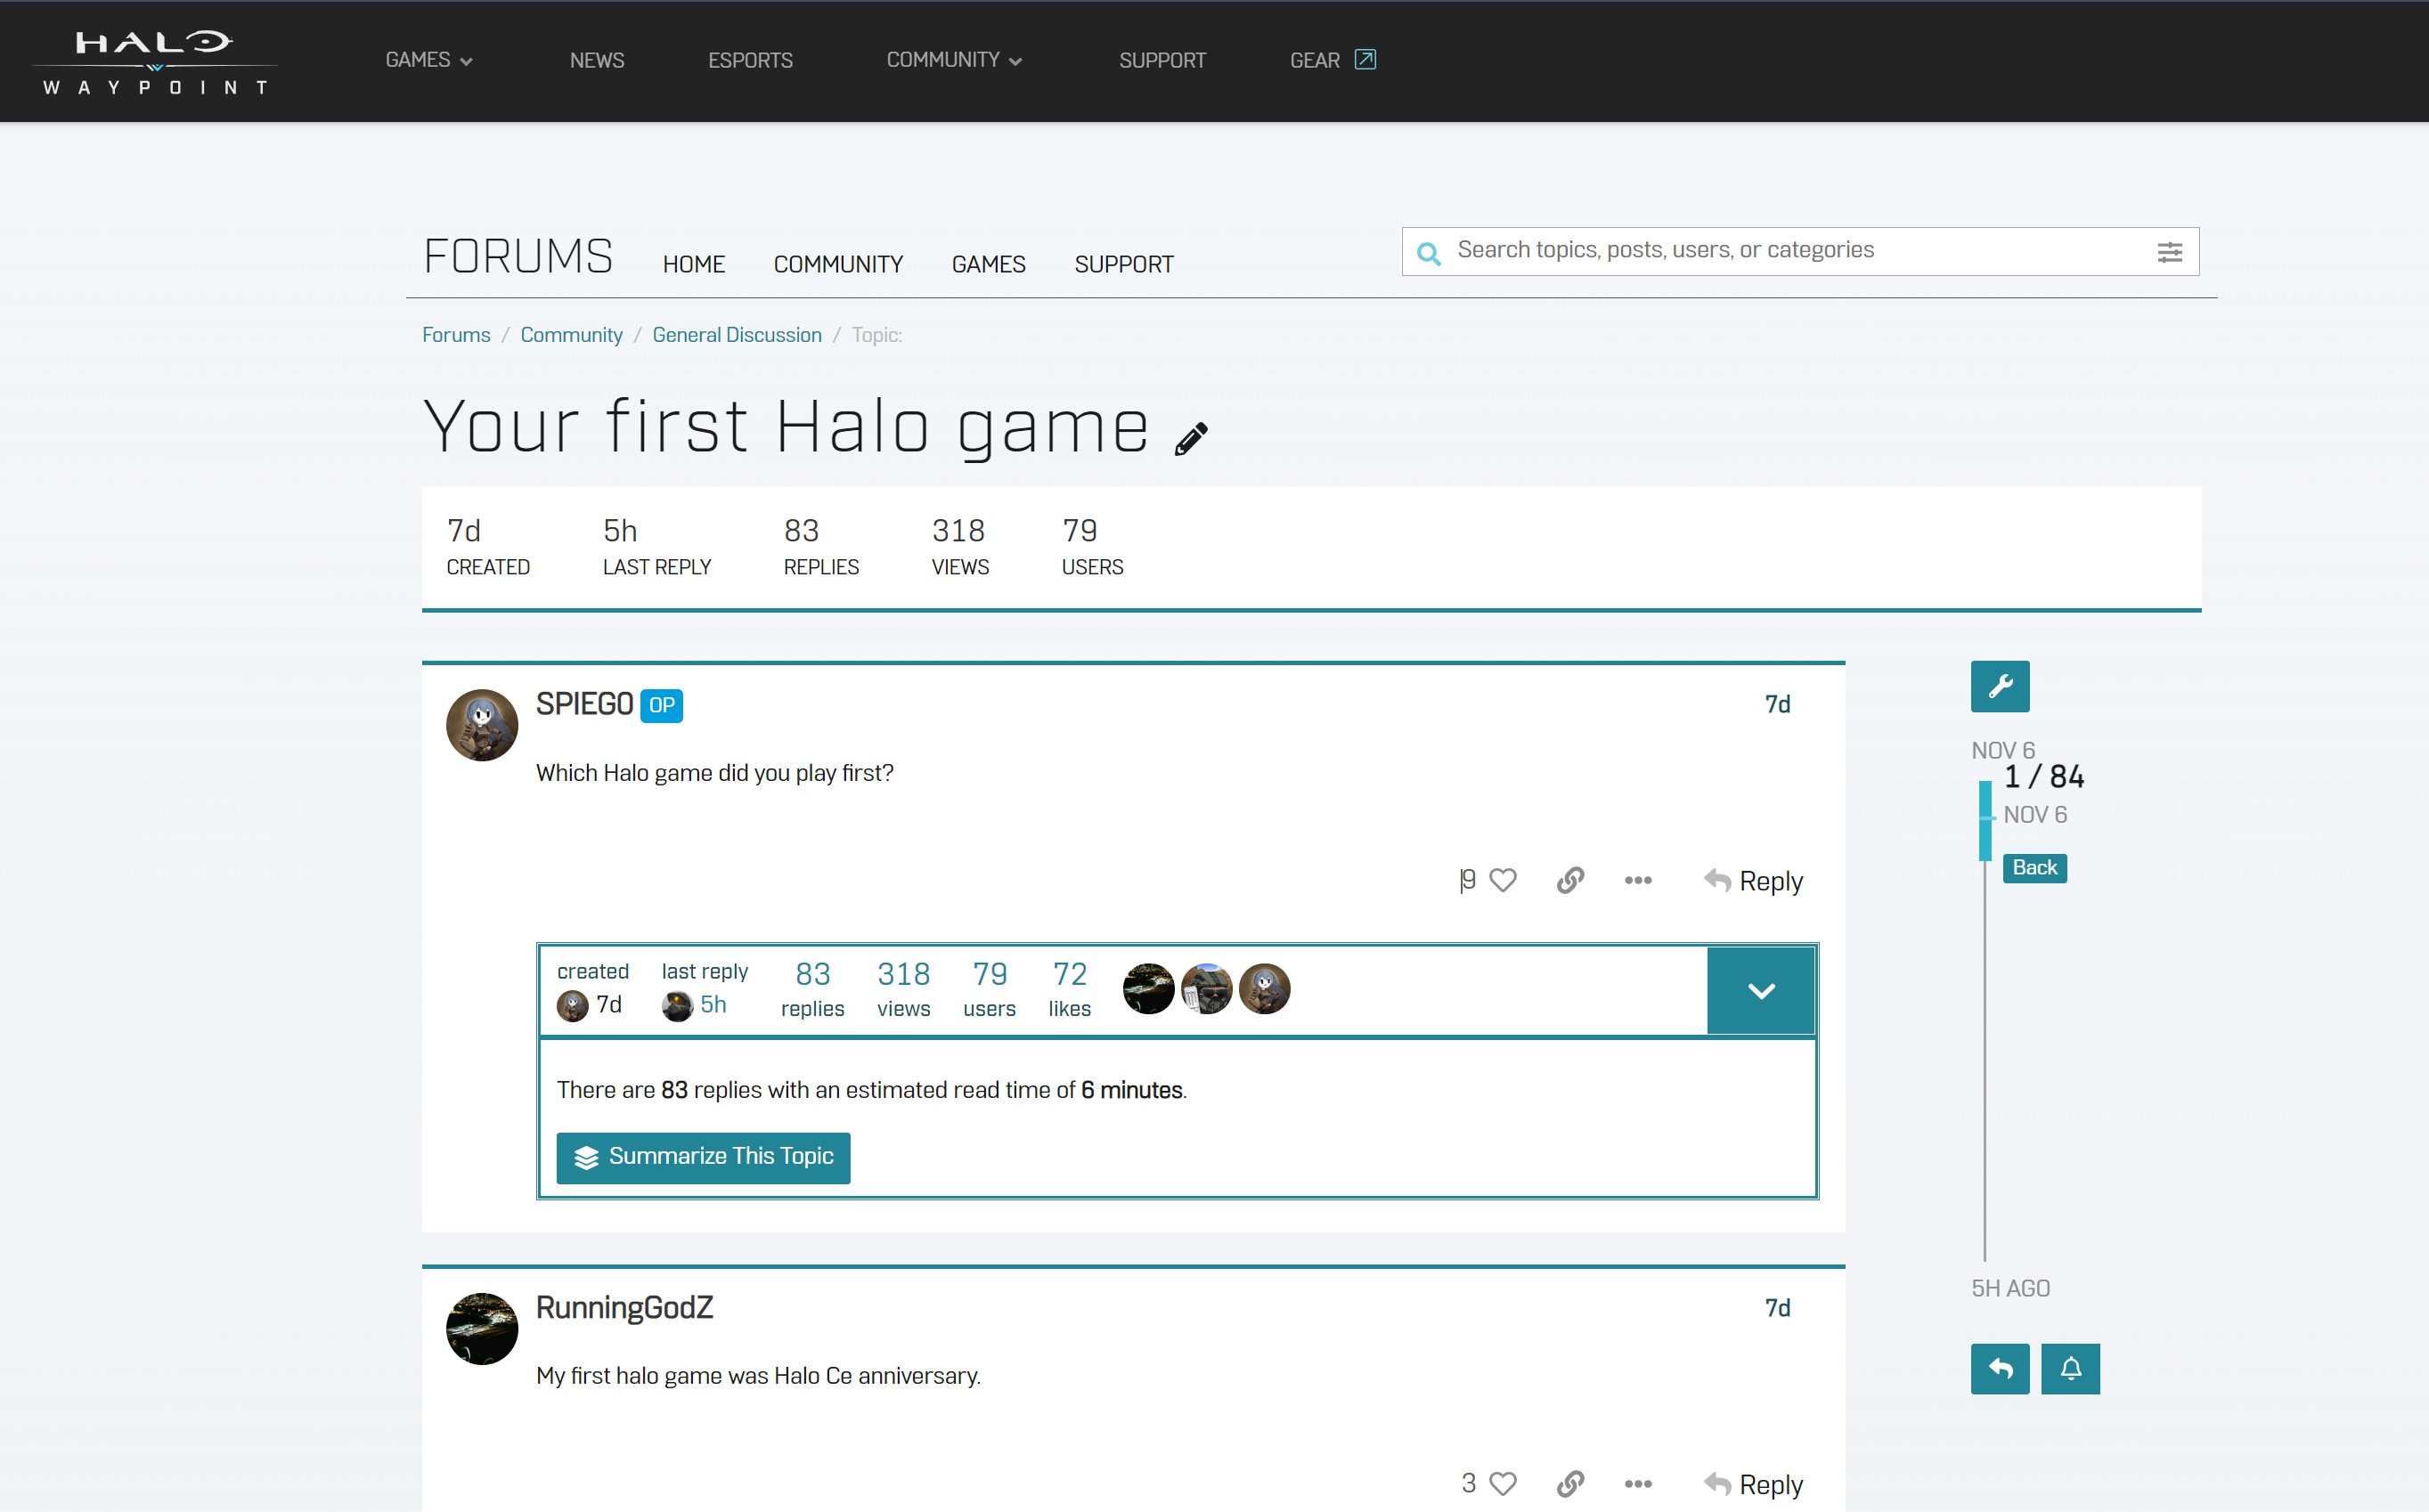 HALO
WAYPOINT
GAMES
NEWS
ESPORTS
COMMUNITY
SUPPORT
GEAR
FORUMS
HOME
COMMUNITY
GAMES
SUPPORT
Search topics, posts, users, or categories
Forums / Community / General Discussion / Topic:
Your first Halo game
7d
CREATED
5h
LAST REPLY
83
REPLIES
318
VIEWS
79
USERS
SPIEGO OP
7d
Which Halo game did you play first?
9
Reply
created
7d
last reply
5h
83
replies
318
views
79
users
72
likes
There are 83 replies with an estimated read time of 6 minutes.
Summarize This Topic
NOV 6
1 / 84
NOV 6
Back
5H AGO
RunningGodZ
7d
My first halo game was Halo Ce anniversary.
3
Reply